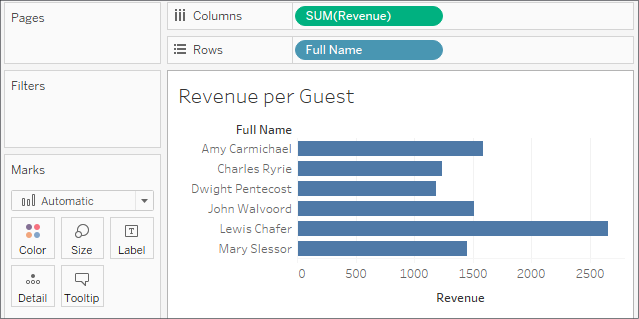 Pages
Columns
SUM(Revenue)
Rows
Full Name
Filters
Marks
Automatic
Color
Size
Label
Detail
Tooltip
Revenue per Guest
Full Name
Amy Carmichael
Charles Ryrie
Dwight Pentecost
John Walvoord
Lewis Chafer
Mary Slessor
0 500 1000 1500 2000 2500
Revenue